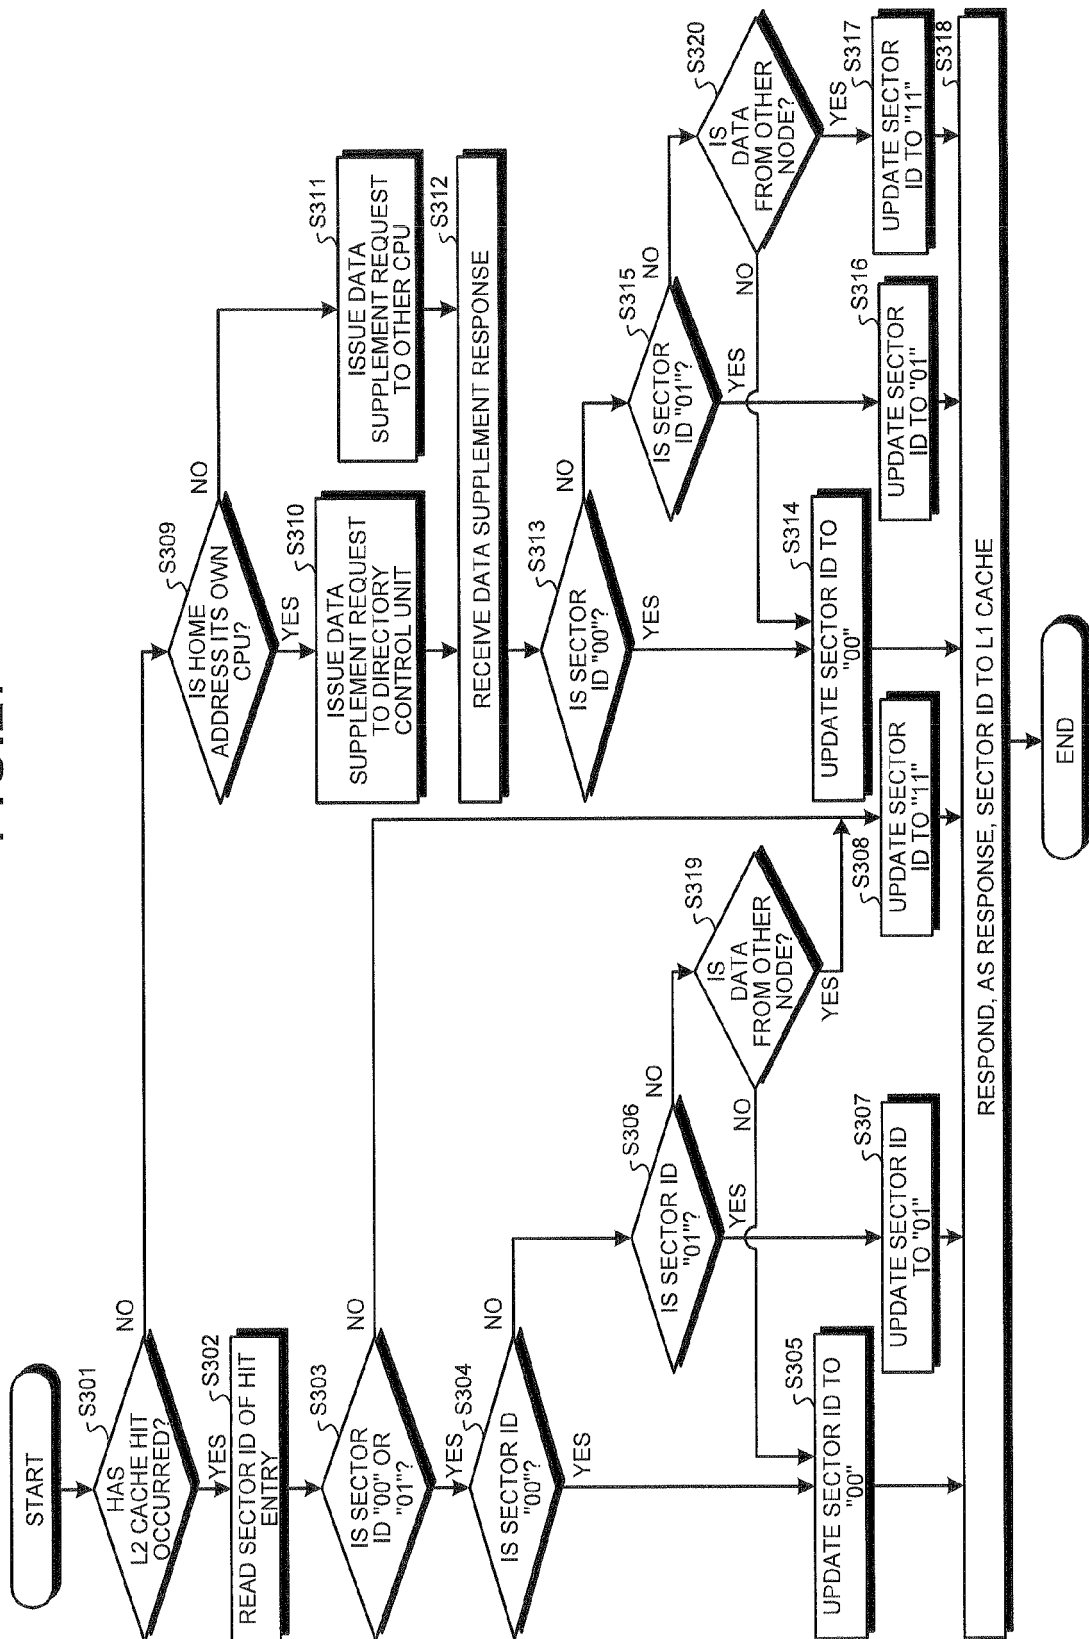 START
S301
HAS
L2 CACHE HIT
OCCURRED?
NO
YES
S302
READ SECTOR ID OF HIT
ENTRY
S303
IS SECTOR
ID "00" OR
"01"?
NO
YES
S304
IS SECTOR ID
"00"?
NO
YES
S305
UPDATE SECTOR ID TO
"00"
S306
IS SECTOR ID
"01"?
NO
YES
S307
UPDATE SECTOR ID
TO "01"
S319
IS
DATA
FROM OTHER
NODE?
NO
YES
S308
UPDATE SECTOR
ID TO "11"
S309
IS HOME
ADDRESS ITS OWN
CPU?
NO
YES
S310
ISSUE DATA
SUPPLEMENT REQUEST
TO DIRECTORY
CONTROL UNIT
S311
ISSUE DATA
SUPPLEMENT REQUEST
TO OTHER CPU
S312
RECEIVE DATA SUPPLEMENT RESPONSE
S313
IS SECTOR
ID "00"?
NO
YES
S314
UPDATE SECTOR ID TO
"00"
S315
IS SECTOR
ID "01"?
NO
YES
S316
UPDATE SECTOR
ID TO "01"
S320
IS
DATA
FROM OTHER
NODE?
NO
YES
S317
UPDATE SECTOR
ID TO "11"
S318
RESPOND, AS RESPONSE, SECTOR ID TO L1 CACHE
END